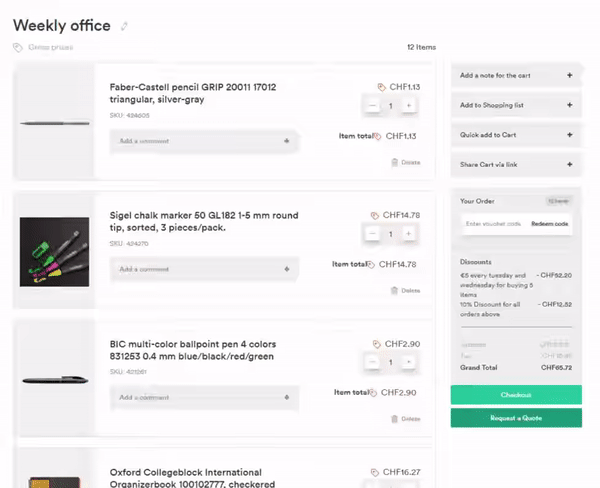 Weekly office
Gross prices
12 Items
Faber-Castell pencil GRIP 20011 17012
triangular, silver-gray
SKU: 424605
Add a comment
CHF1.13
1
Item total CHF1.13
Delete
Sigel chalk marker 50 GL182 1-5 mm round
tip, sorted, 3 pieces/pack.
SKU: 424270
Add a comment
CHF14.78
1
Item total CHF14.78
Delete
BIC multi-color ballpoint pen 4 colors
831253 0.4 mm blue/black/red/green
SKU: 421261
Add a comment
CHF2.90
1
Item total CHF2.90
Delete
Oxford Collegeblock International
Organizerbook 100102777, checkered
CHF16.27
Add a note for the cart
Add to Shopping list
Quick add to Cart
Share Cart via link
Your Order
12 Items
Enter voucher code
Redeem code
Discounts
€5 every tuesday and - CHF52.20
wednesday for buying 5
items
10% Discount for all - CHF12.52
orders above
Grand Total CHF65.72
Checkout
Request a Quote